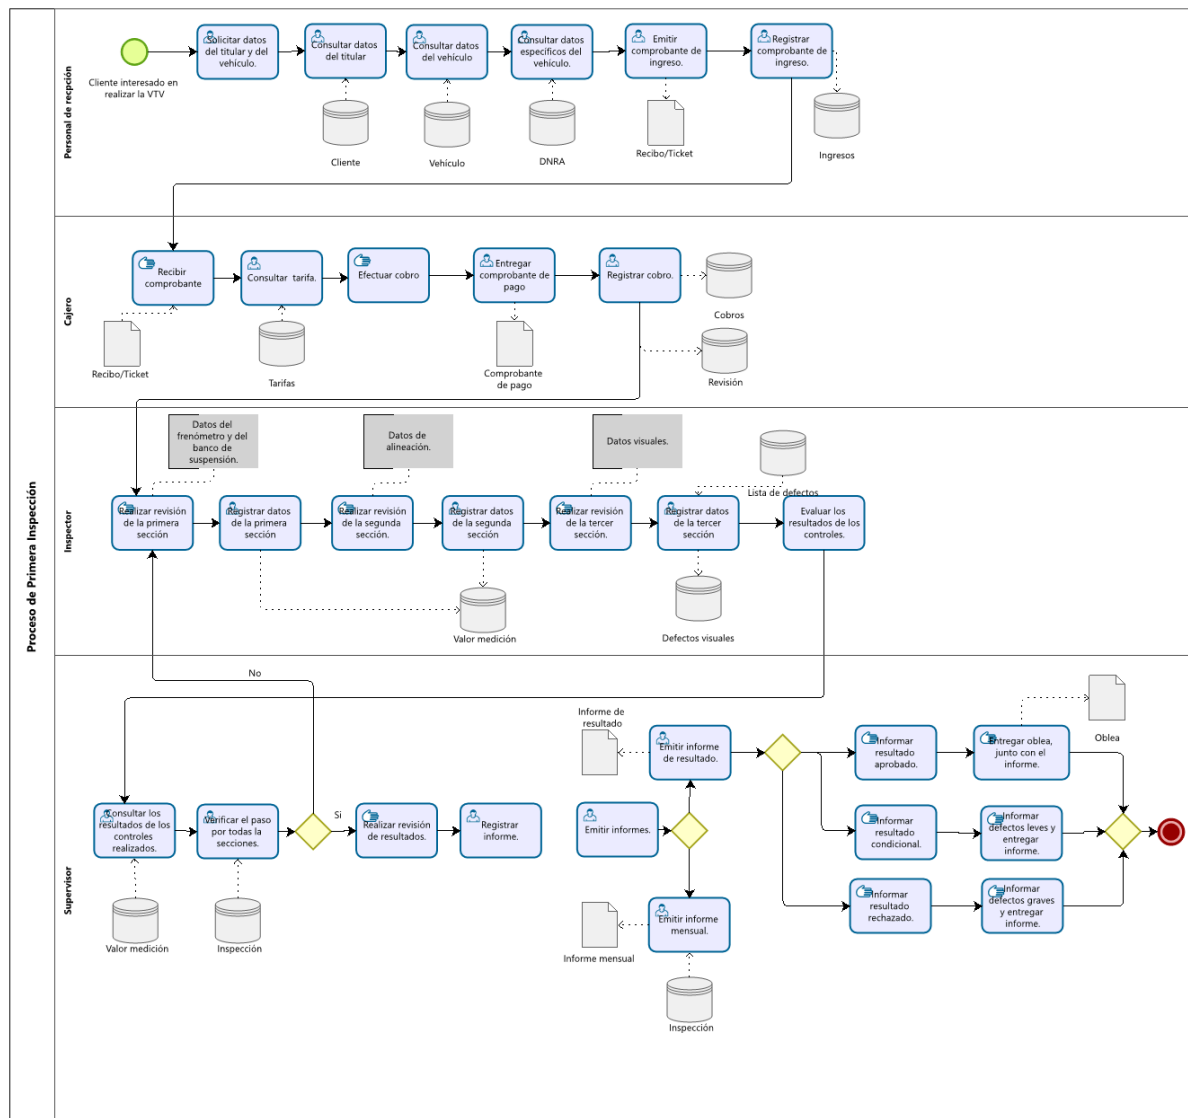 Proceso de Primera Inspección
Personal de recpción
Cliente interesado en
realizar la VTV
Solicitar datos
del titular y del
vehículo.
Consultar datos
del titular
Consultar datos
del vehículo
Consultar datos
específicos del
vehículo.
Emitir
comprobante de
ingreso.
Registrar
comprobante de
ingreso.
Cliente
Vehículo
DNRA
Recibo/Ticket
Ingresos
Cajero
Recibir
comprobante
Consultar tarifa.
Efectuar cobro
Entregar
comprobante de
pago
Registrar cobro.
Recibo/Ticket
Tarifas
Comprobante
de pago
Cobros
Revisión
Inspector
Datos del
frenómetro y del
banco de
suspensión.
Datos de
alineación.
Datos visuales.
Lista de defectos
Realizar revisión
de la primera
sección
Registrar datos
de la primera
sección
Realizar revisión
de la segunda
sección.
Registrar datos
de la segunda
sección
Realizar revisión
de la tercer
sección.
Registrar datos
de la tercer
sección
Evaluar los
resultados de los
controles.
Valor medición
Defectos visuales
Supervisor
No
Si
Consultar los
resultados de los
controles
realizados.
Verificar el paso
por todas la
secciones.
Realizar revisión
de resultados.
Registrar
informe.
Valor medición
Inspección
Emitir informes.
Informe de
resultado
Emitir informe
de resultado.
Informe mensual
Emitir informe
mensual.
Inspección
Informar
resultado
aprobado.
Entregar oblea,
junto con el
informe.
Oblea
Informar
resultado
condicional.
Informar
defectos leves y
entregar
informe.
Informar
resultado
rechazado.
Informar
defectos graves
y entregar
informe.